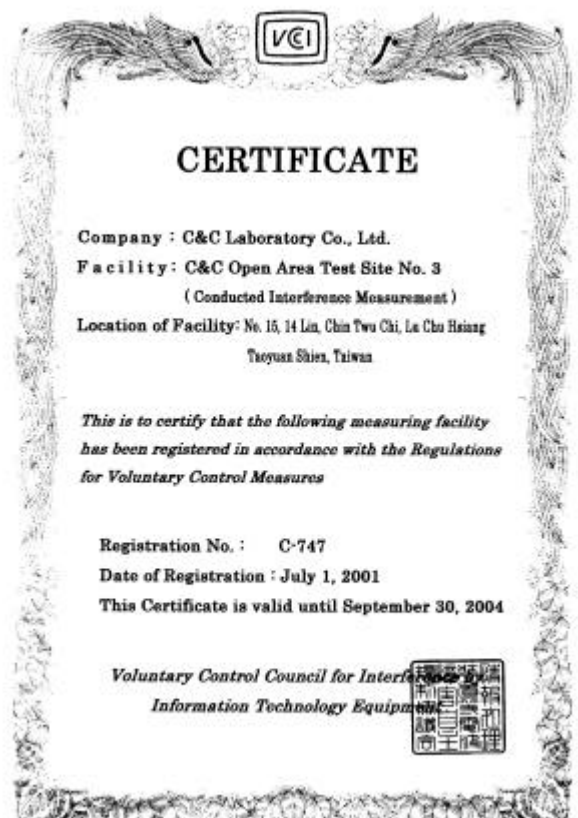 VCCI
CERTIFICATE
Company : C&C Laboratory Co., Ltd.
Facility: C&C Open Area Test Site No. 3
( Conducted Interference Measurement )
Location of Facility: No. 15, 14 Lin, Chin Twu Chi, Lu Chu Hsiang
Taoyuan Shien, Taiwan
This is to certify that the following measuring facility
has been registered in accordance with the Regulations
for Voluntary Control Measures
Registration No. : C-747
Date of Registration : July 1, 2001
This Certificate is valid until September 30, 2004
Voluntary Control Council for Interference by
Information Technology Equipment